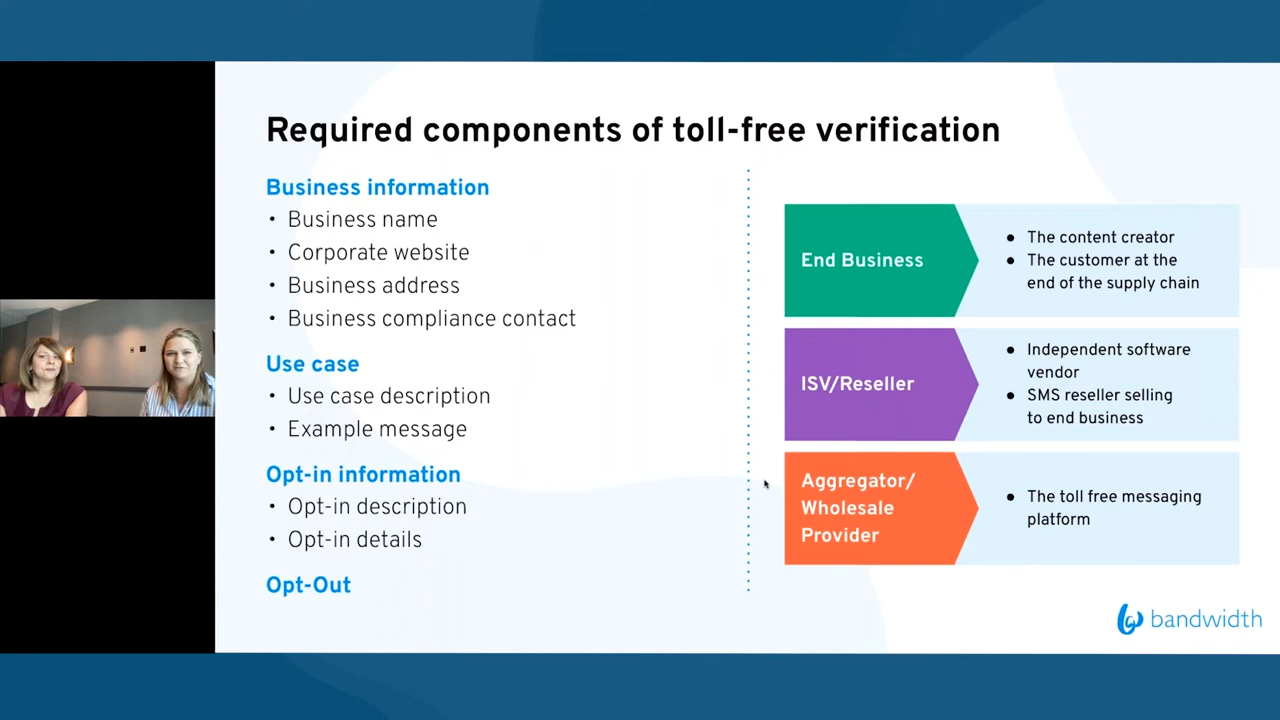 Required components of toll-free verification
Business information
• Business name
• Corporate website
• Business address
• Business compliance contact
Use case
• Use case description
• Example message
Opt-in information
• Opt-in description
• Opt-in details
Opt-Out
End Business
● The content creator
● The customer at the
end of the supply chain
ISV/Reseller
● Independent software
vendor
● SMS reseller selling
to end business
Aggregator/
Wholesale
Provider
● The toll free messaging
platform
bandwidth